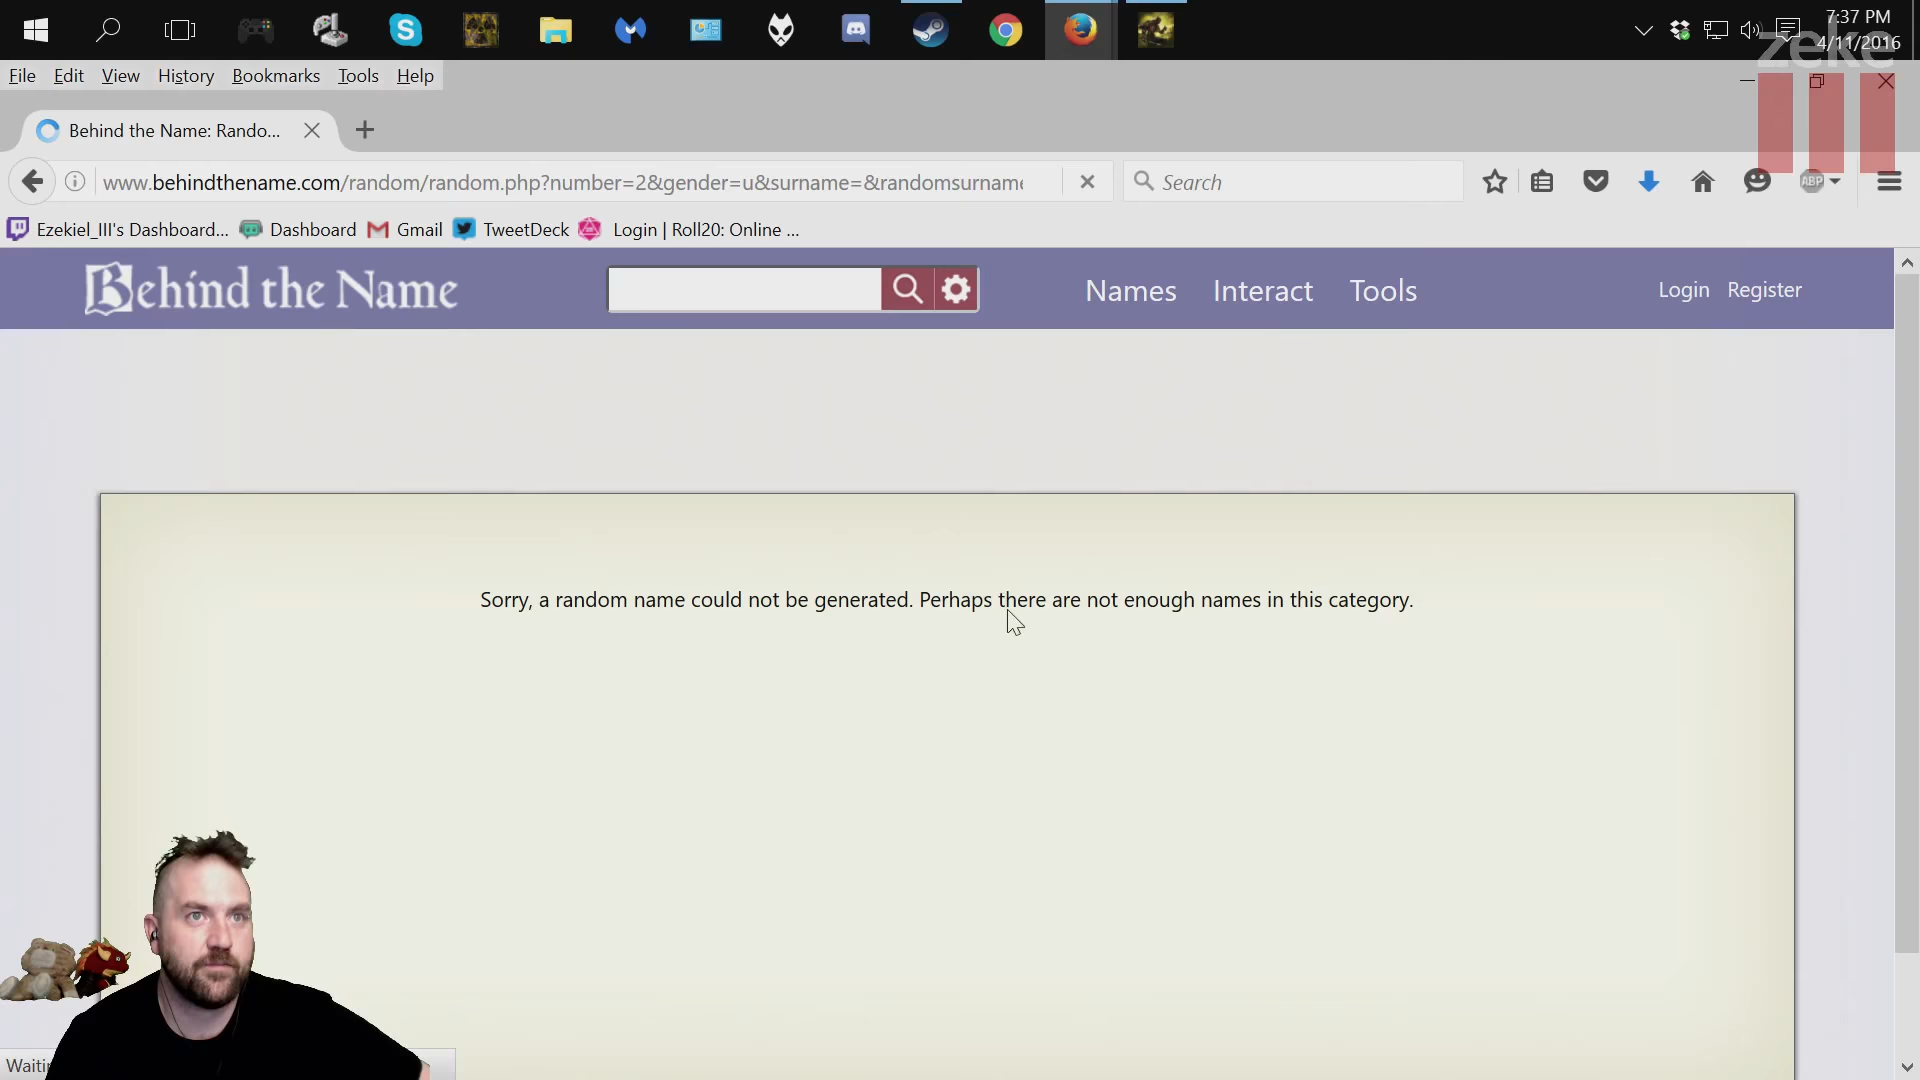 7:37 PM
4/11/2016
zeke
File Edit View History Bookmarks Tools Help
Behind the Name: Rando...
www.behindthename.com/random/random.php?number=2&gender=u&surname=&randomsurname
Search
ABP
Ezekiel_III's Dashboard... Dashboard Gmail TweetDeck Login | Roll20: Online ...
Behind the Name
Names Interact Tools
Login Register
Sorry, a random name could not be generated. Perhaps there are not enough names in this category.